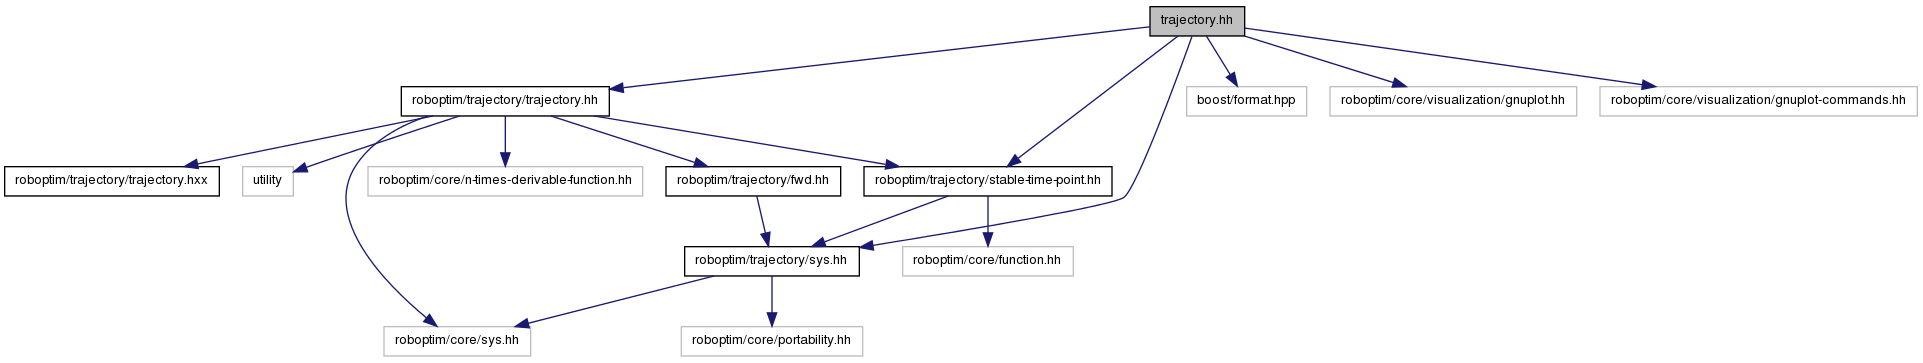 trajectory.hh
roboptim/trajectory/trajectory.hh
boost/format.hpp
roboptim/core/visualization/gnuplot.hh
roboptim/core/visualization/gnuplot-commands.hh
roboptim/trajectory/trajectory.hxx
utility
roboptim/core/n-times-derivable-function.hh
roboptim/trajectory/fwd.hh
roboptim/trajectory/stable-time-point.hh
roboptim/trajectory/sys.hh
roboptim/core/function.hh
roboptim/core/sys.hh
roboptim/core/portability.hh